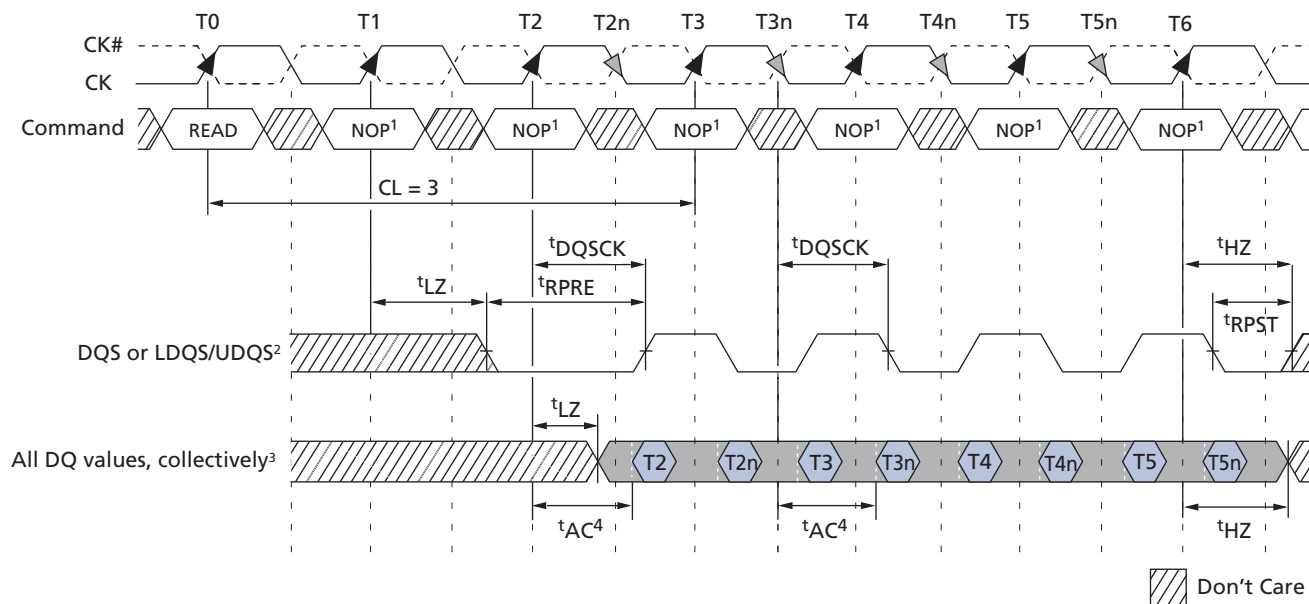 T0 T1 T2 T2n T3 T3n T4 T4n T5 T5n T6
CK#
CK
Command READ NOP¹ NOP¹ NOP¹ NOP¹ NOP¹ NOP¹
CL = 3
ᵗDQSCK ᵗDQSCK ᵗHZ
ᵗLZ ᵗRPRE
ᵗRPST
DQS or LDQS/UDQS²
ᵗLZ
All DQ values, collectively³ T2 T2n T3 T3n T4 T4n T5 T5n
ᵗAC⁴ ᵗAC⁴ ᵗHZ
Don't Care